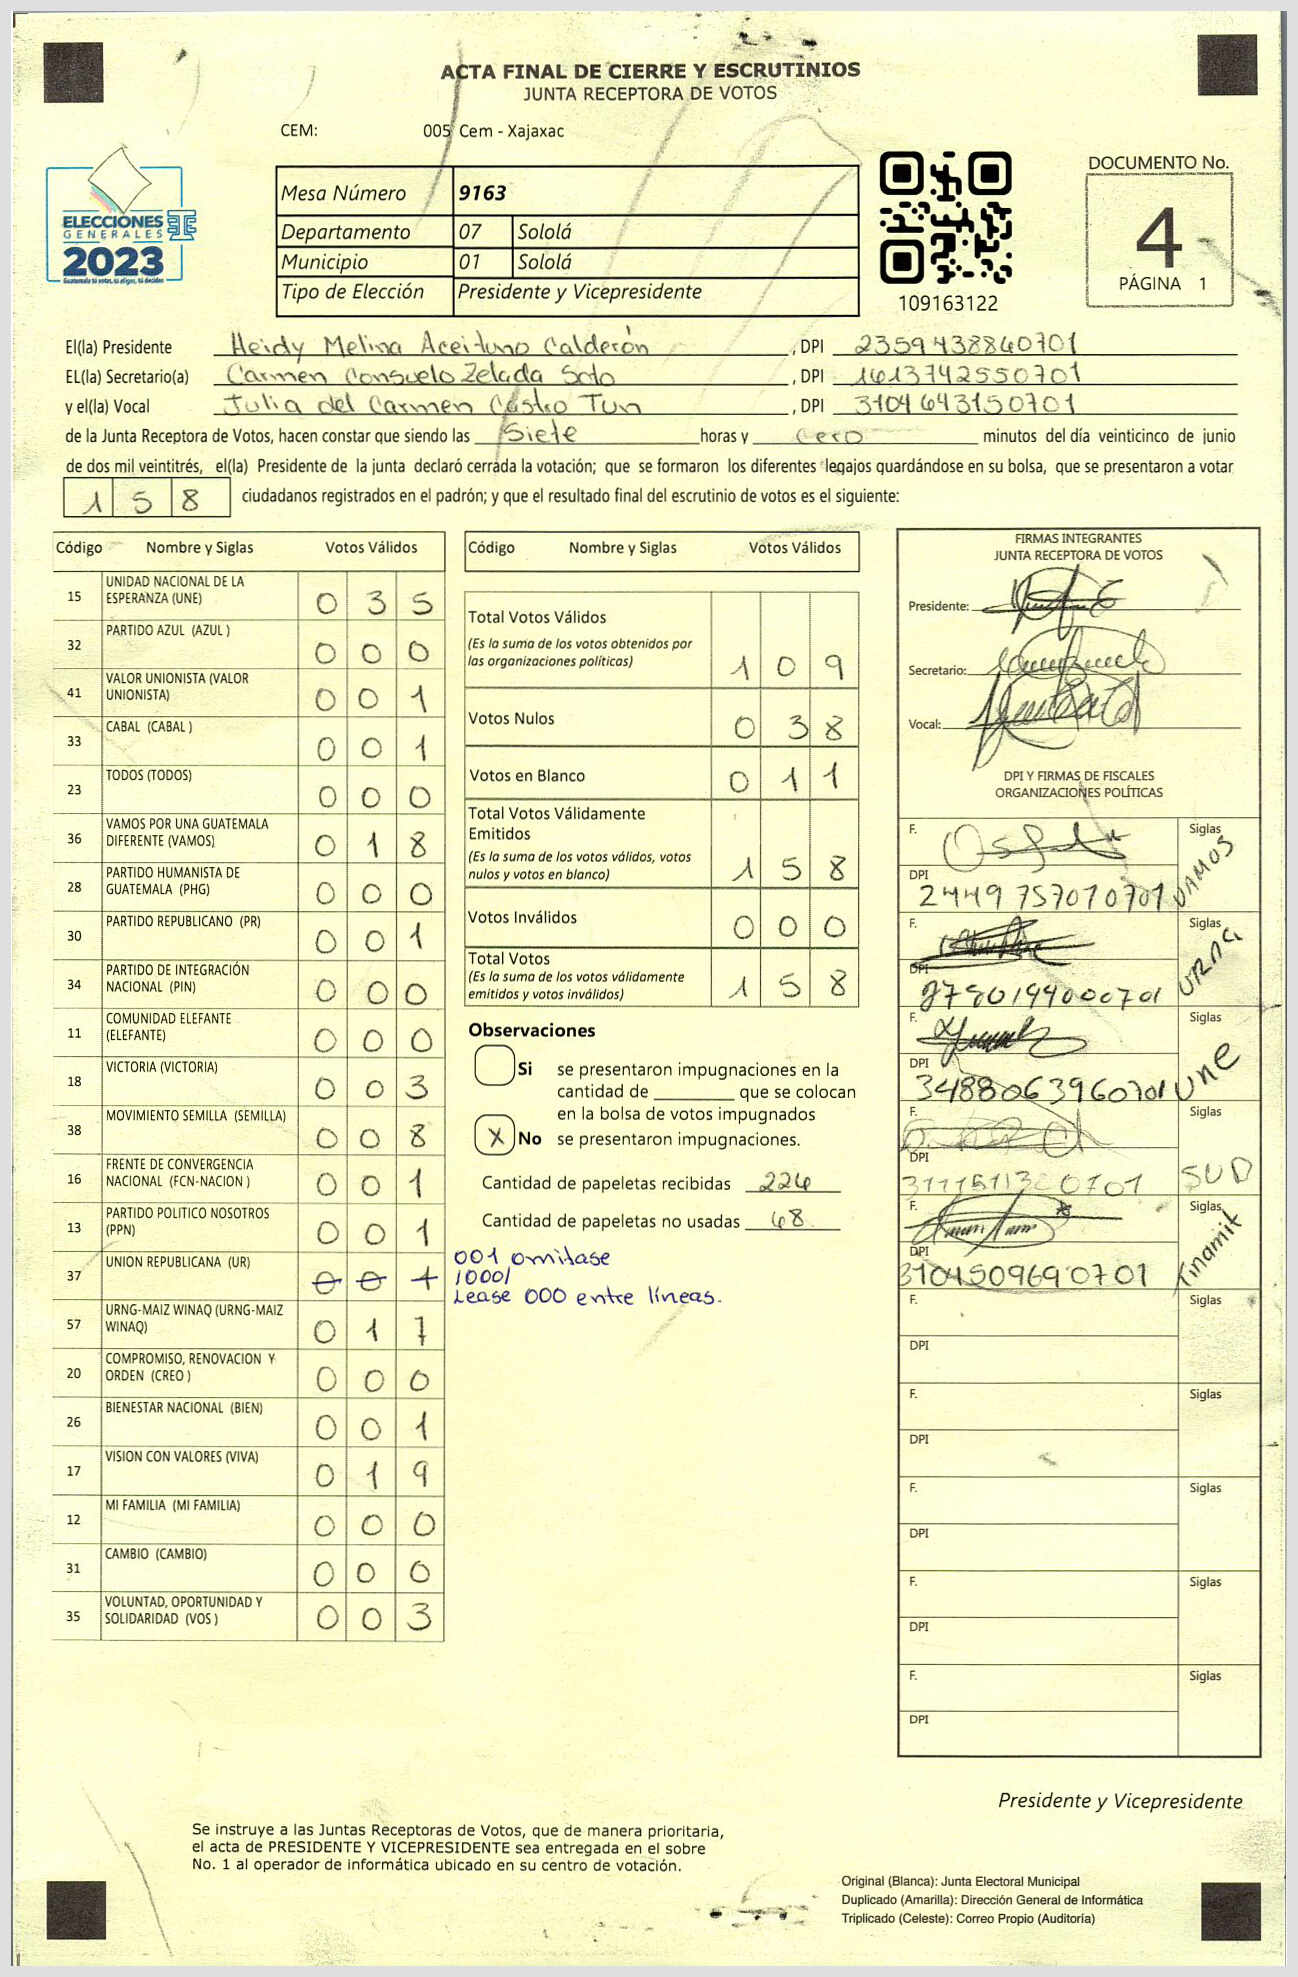 ACTA FINAL DE CIERRE Y ESCRUTINIOS
JUNTA RECEPTORA DE VOTOS
CEM: 005 Cem - Xajaxac
ELECCIONES
GENERALES
2023
Guatemala tú votas, tú eliges, tú decides
Mesa Número 9163
Departamento 07 Sololá
Municipio 01 Sololá
Tipo de Elección Presidente y Vicepresidente
109163122
DOCUMENTO No.
4
PÁGINA 1
El(la) Presidente Heidy Melina Aceituno Calderón , DPI 2359438840701
EL(la) Secretario(a) Carmen Consuelo Zelada Soto , DPI 1613742550701
y el(la) Vocal Julia del Carmen Castro Tun , DPI 3104643150701
de la Junta Receptora de Votos, hacen constar que siendo las siete horas y cero minutos del día veinticinco de junio
de dos mil veintitrés, el(la) Presidente de la junta declaró cerrada la votación; que se formaron los diferentes legajos guardándose en su bolsa, que se presentaron a votar
158 ciudadanos registrados en el padrón; y que el resultado final del escrutinio de votos es el siguiente:
Código Nombre y Siglas Votos Válidos
15 UNIDAD NACIONAL DE LA ESPERANZA (UNE) 0 3 5
32 PARTIDO AZUL (AZUL ) 0 0 0
41 VALOR UNIONISTA (VALOR UNIONISTA) 0 0 1
33 CABAL (CABAL ) 0 0 1
23 TODOS (TODOS) 0 0 0
36 VAMOS POR UNA GUATEMALA DIFERENTE (VAMOS) 0 1 8
28 PARTIDO HUMANISTA DE GUATEMALA (PHG) 0 0 0
30 PARTIDO REPUBLICANO (PR) 0 0 1
34 PARTIDO DE INTEGRACIÓN NACIONAL (PIN) 0 0 0
11 COMUNIDAD ELEFANTE (ELEFANTE) 0 0 0
18 VICTORIA (VICTORIA) 0 0 3
38 MOVIMIENTO SEMILLA (SEMILLA) 0 0 8
16 FRENTE DE CONVERGENCIA NACIONAL (FCN-NACION ) 0 0 1
13 PARTIDO POLITICO NOSOTROS (PPN) 0 0 1
37 UNION REPUBLICANA (UR) 0 0 1
57 URNG-MAIZ WINAQ (URNG-MAIZ WINAQ) 0 1 7
20 COMPROMISO, RENOVACION Y ORDEN (CREO ) 0 0 0
26 BIENESTAR NACIONAL (BIEN) 0 0 1
17 VISION CON VALORES (VIVA) 0 1 9
12 MI FAMILIA (MI FAMILIA) 0 0 0
31 CAMBIO (CAMBIO) 0 0 0
35 VOLUNTAD, OPORTUNIDAD Y SOLIDARIDAD (VOS ) 0 0 3
Código Nombre y Siglas Votos Válidos
Total Votos Válidos
(Es la suma de los votos obtenidos por
las organizaciones políticas) 1 0 9
Votos Nulos 0 3 8
Votos en Blanco 0 1 1
Total Votos Válidamente
Emitidos
(Es la suma de los votos válidos, votos
nulos y votos en blanco) 1 5 8
Votos Inválidos 0 0 0
Total Votos
(Es la suma de los votos válidamente
emitidos y votos inválidos) 1 5 8
Observaciones
Si se presentaron impugnaciones en la
cantidad de ________ que se colocan
en la bolsa de votos impugnados
X No se presentaron impugnaciones.
Cantidad de papeletas recibidas 226
Cantidad de papeletas no usadas 68
001 omitase
10001
Lease 000 entre líneas.
FIRMAS INTEGRANTES
JUNTA RECEPTORA DE VOTOS
Presidente:
Secretario:
Vocal:
DPI Y FIRMAS DE FISCALES
ORGANIZACIONES POLÍTICAS
F. Siglas VAMOS
DPI 2449 757070701
F. Siglas URNG
DPI
F. Siglas Une
DPI 3488063960701
F. Siglas SUD
DPI
F. Siglas Tinamit
DPI 3104509690701
F. Siglas
DPI
F. Siglas
DPI
F. Siglas
DPI
F. Siglas
DPI
F. Siglas
DPI
Presidente y Vicepresidente
Se instruye a las Juntas Receptoras de Votos, que de manera prioritaria,
el acta de PRESIDENTE Y VICEPRESIDENTE sea entregada en el sobre
No. 1 al operador de informática ubicado en su centro de votación.
Original (Blanca): Junta Electoral Municipal
Duplicado (Amarilla): Dirección General de Informática
Triplicado (Celeste): Correo Propio (Auditoría)